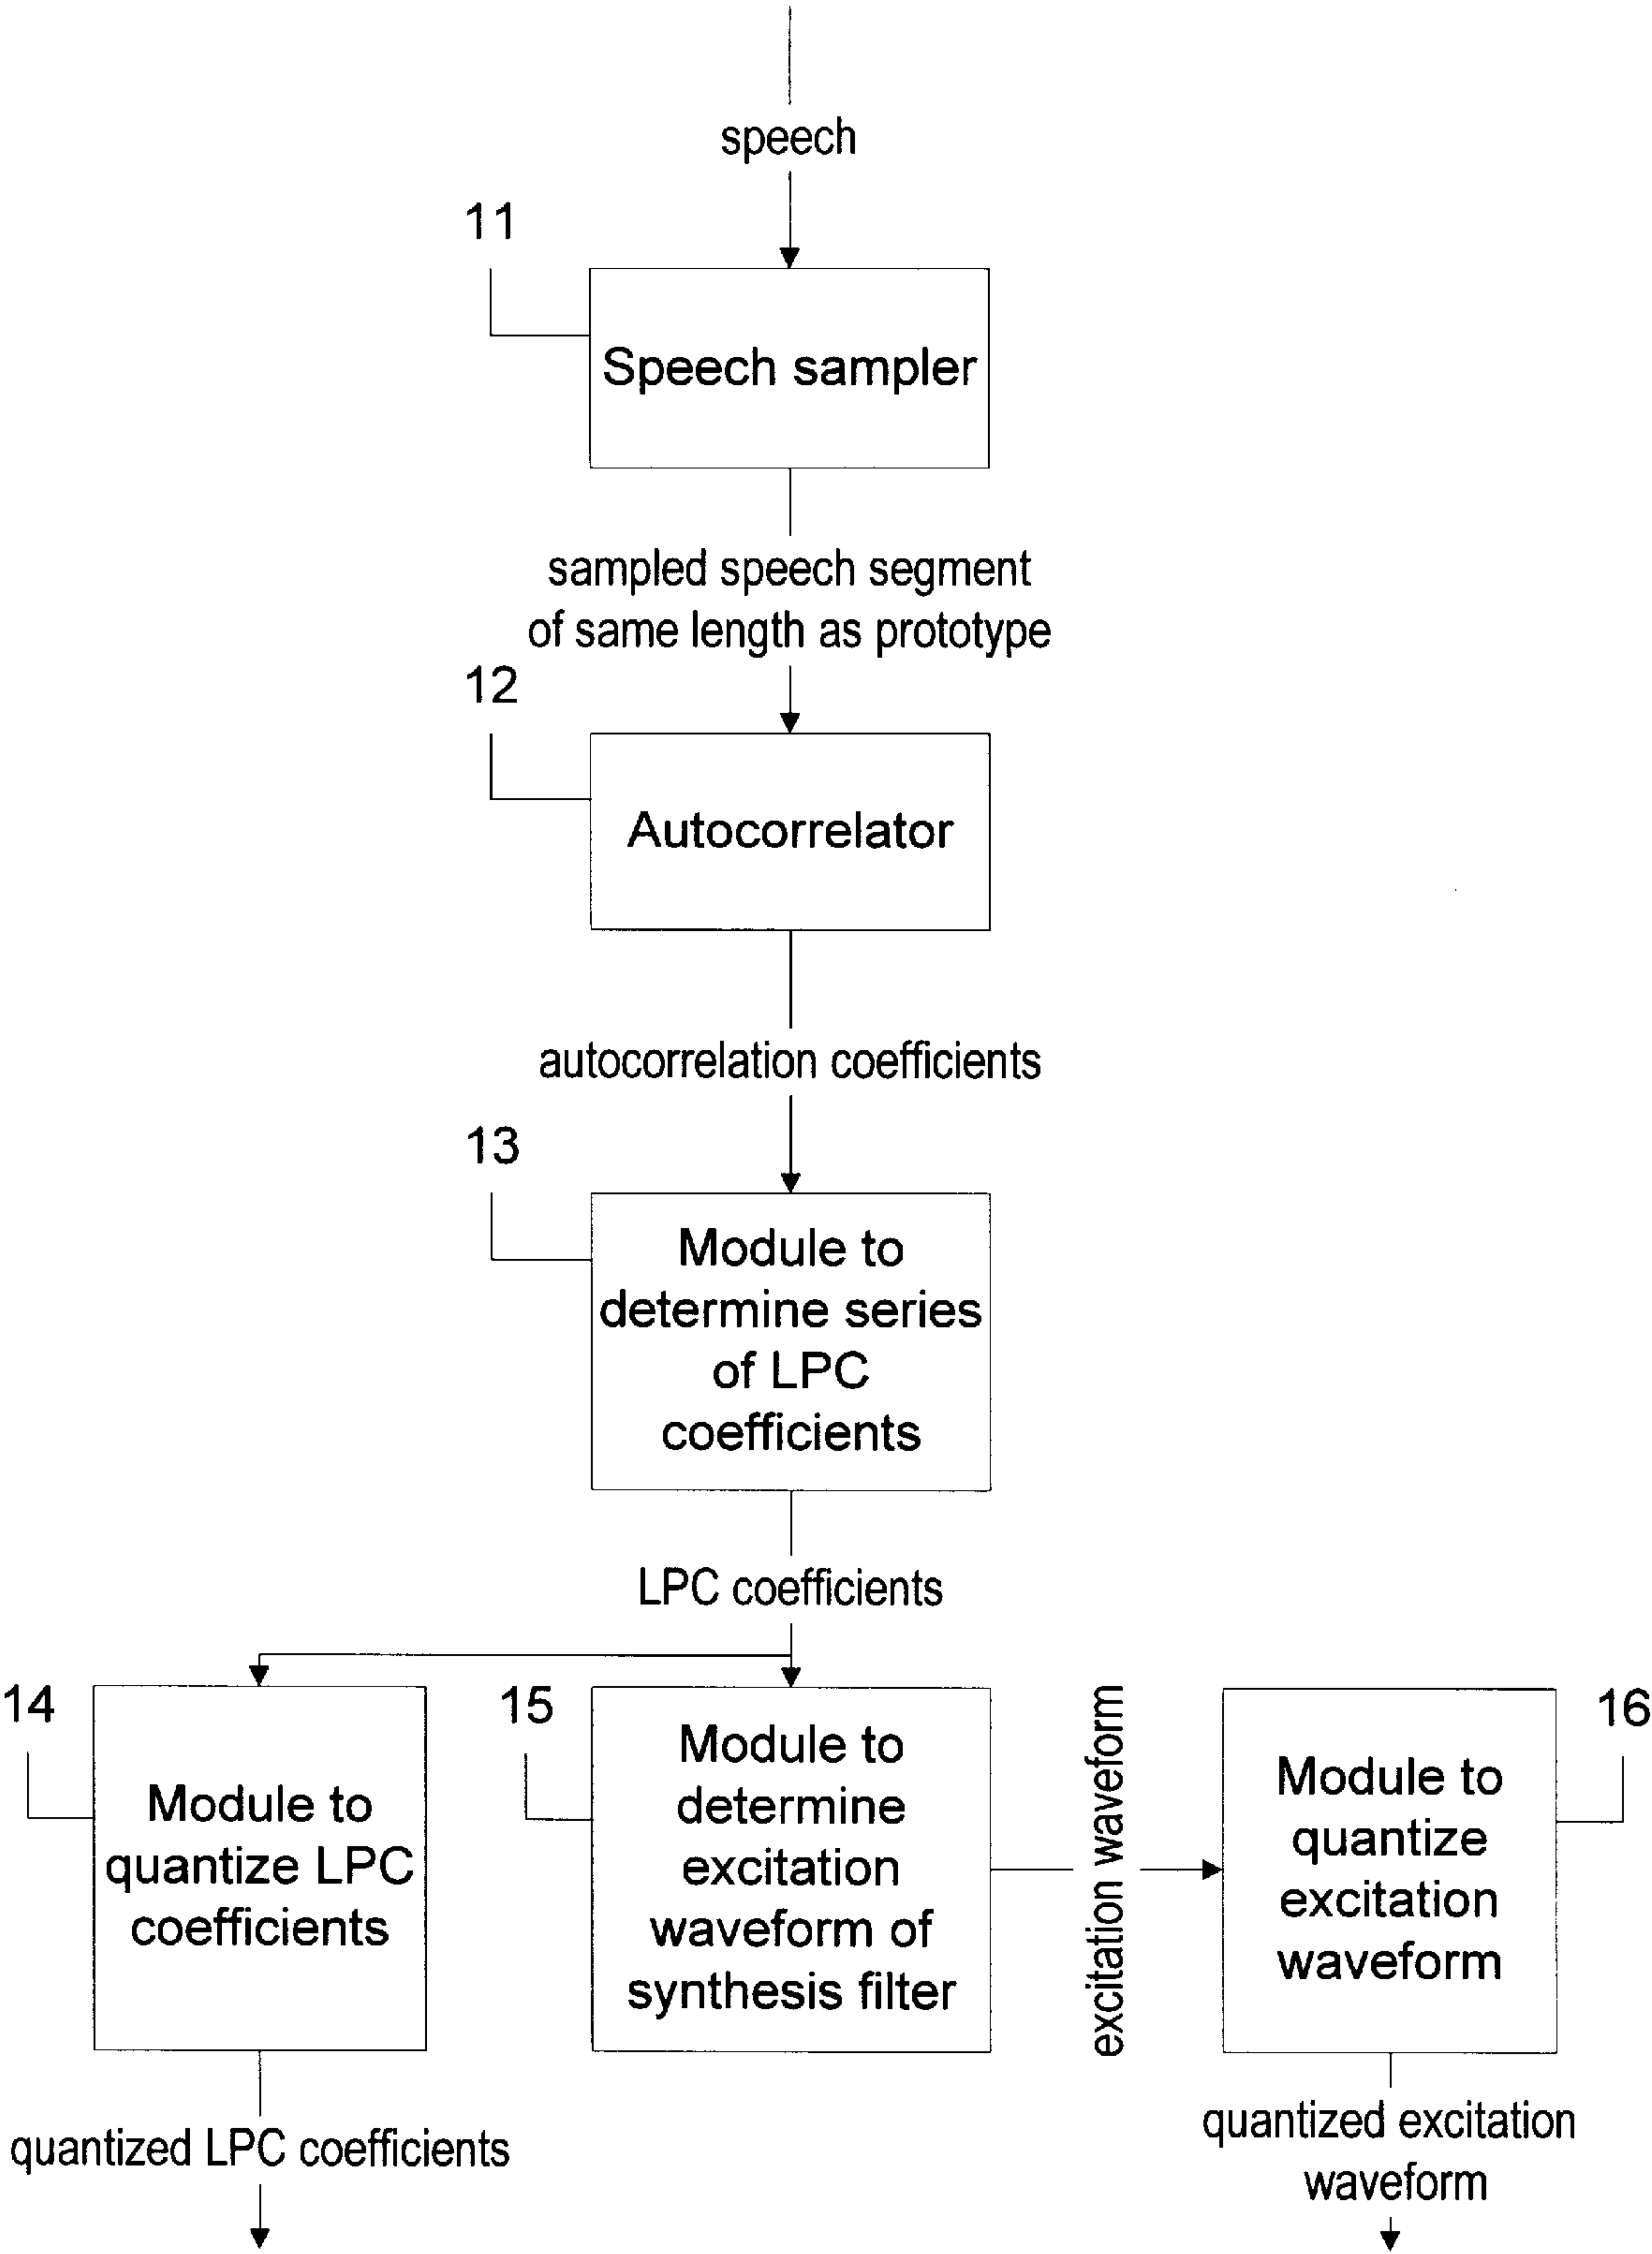 speech
11
Speech sampler
sampled speech segment
of same length as prototype
12
Autocorrelator
autocorrelation coefficients
13
Module to
determine series
of LPC
coefficients
LPC coefficients
14
Module to
quantize LPC
coefficients
15
Module to
determine
excitation
waveform of
synthesis filter
excitation waveform
16
Module to
quantize
excitation
waveform
quantized LPC coefficients
quantized excitation
waveform